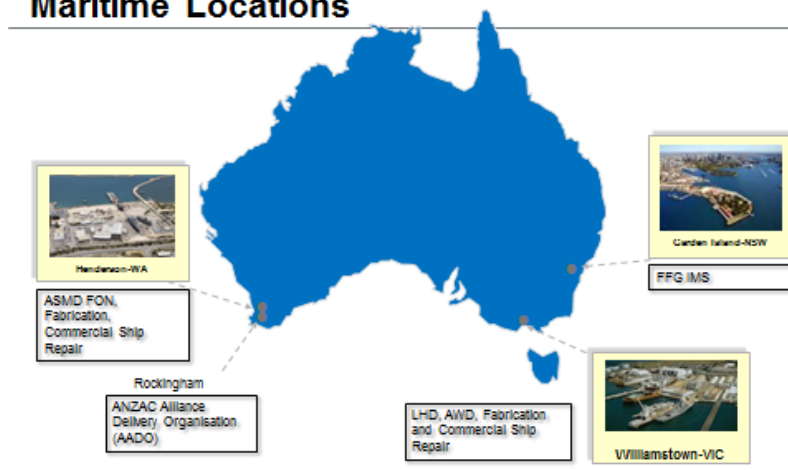 Maritime Locations
Henderson-WA
ASMD FON,
Fabrication,
Commercial Ship
Repair
Garden Island-NSW
FFG IMS
Rockingham
ANZAC Alliance
Delivery Organisation
(AADO)
LHD, AWD, Fabrication
and Commercial Ship
Repair
Williamstown-VIC